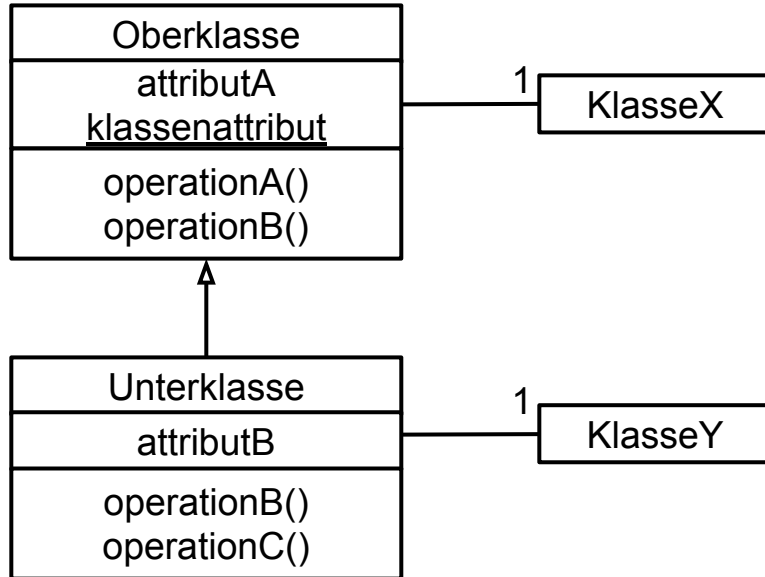 Oberklasse
attributA
klassenattribut
operationA()
operationB()
1
KlasseX
Unterklasse
attributB
operationB()
operationC()
1
KlasseY